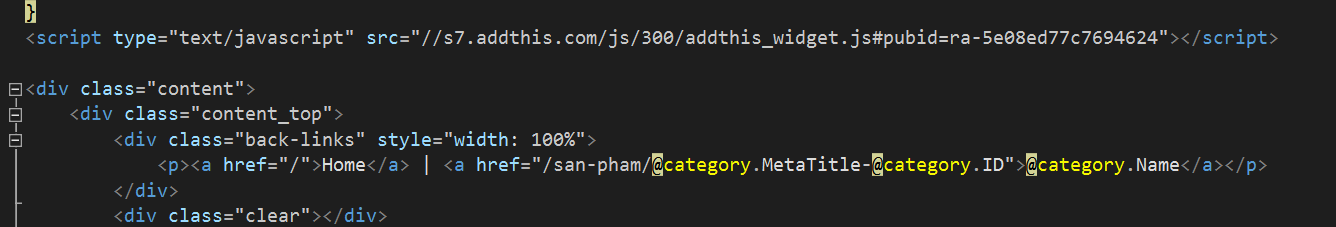 }
<script type="text/javascript" src="//s7.addthis.com/js/300/addthis_widget.js#pubid=ra-5e08ed77c7694624"></script>
<div class="content">
<div class="content_top">
<div class="back-links" style="width: 100%">
<p><a href="/">Home</a> | <a href="/san-pham/@category.MetaTitle-@category.ID">@category.Name</a></p>
</div>
<div class="clear"></div>